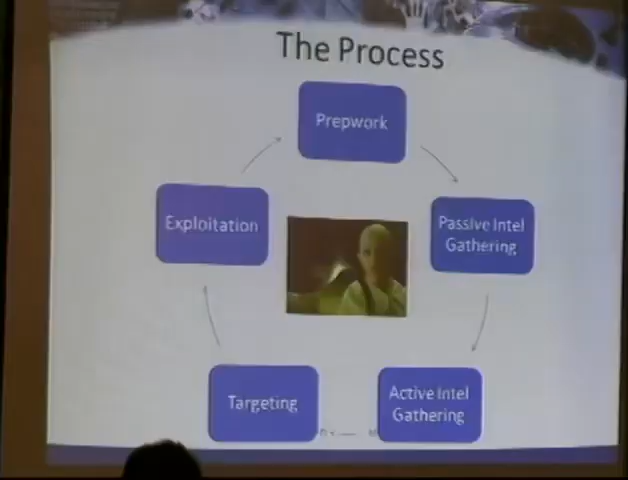 The Process
Prepwork
Passive Intel
Gathering
Active Intel
Gathering
Targeting
Exploitation